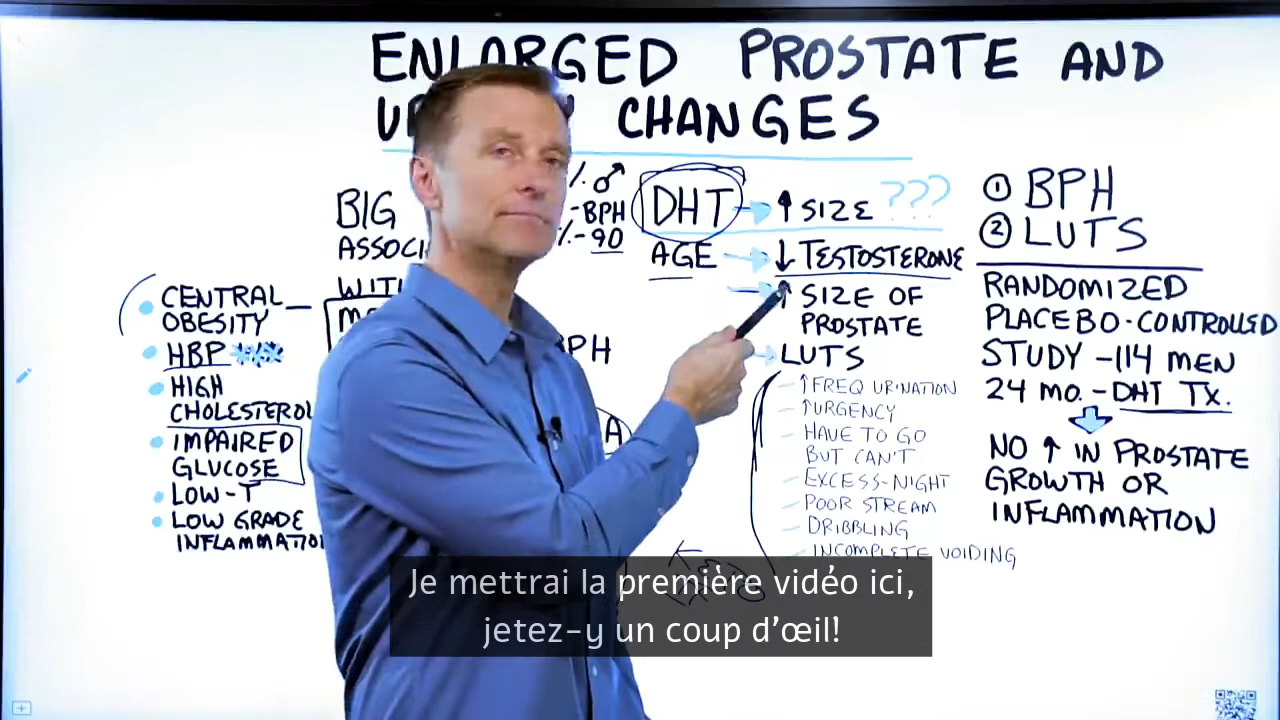 ENLARGED PROSTATE AND
CHANGES
BIG
ASSOCI
WITH
CENTRAL
OBESITY
HBP
HIGH
CHOLESTEROL
IMPAIRED
GLUCOSE
LOW-T
LOW GRADE
INFLAMMATIO
% ♂
-BPH
%-90
BPH
DHT → ↑ SIZE ???
AGE → ↓ TESTOSTERONE
→ ↑ SIZE OF
PROSTATE
→ LUTS
- ↑ FREQ URINATION
- ↑ URGENCY
- HAVE TO GO
BUT CAN'T
- EXCESS-NIGHT
- POOR STREAM
- DRIBBLING
- INCOMPLETE VOIDING
① BPH
② LUTS
RANDOMIZED
PLACEBO-CONTROLLED
STUDY -114 MEN
24 MO. - DHT TX.
NO ↑ IN PROSTATE
GROWTH OR
INFLAMMATION
Je mettrai la première vidéo ici,
jetez-y un coup d'œil!